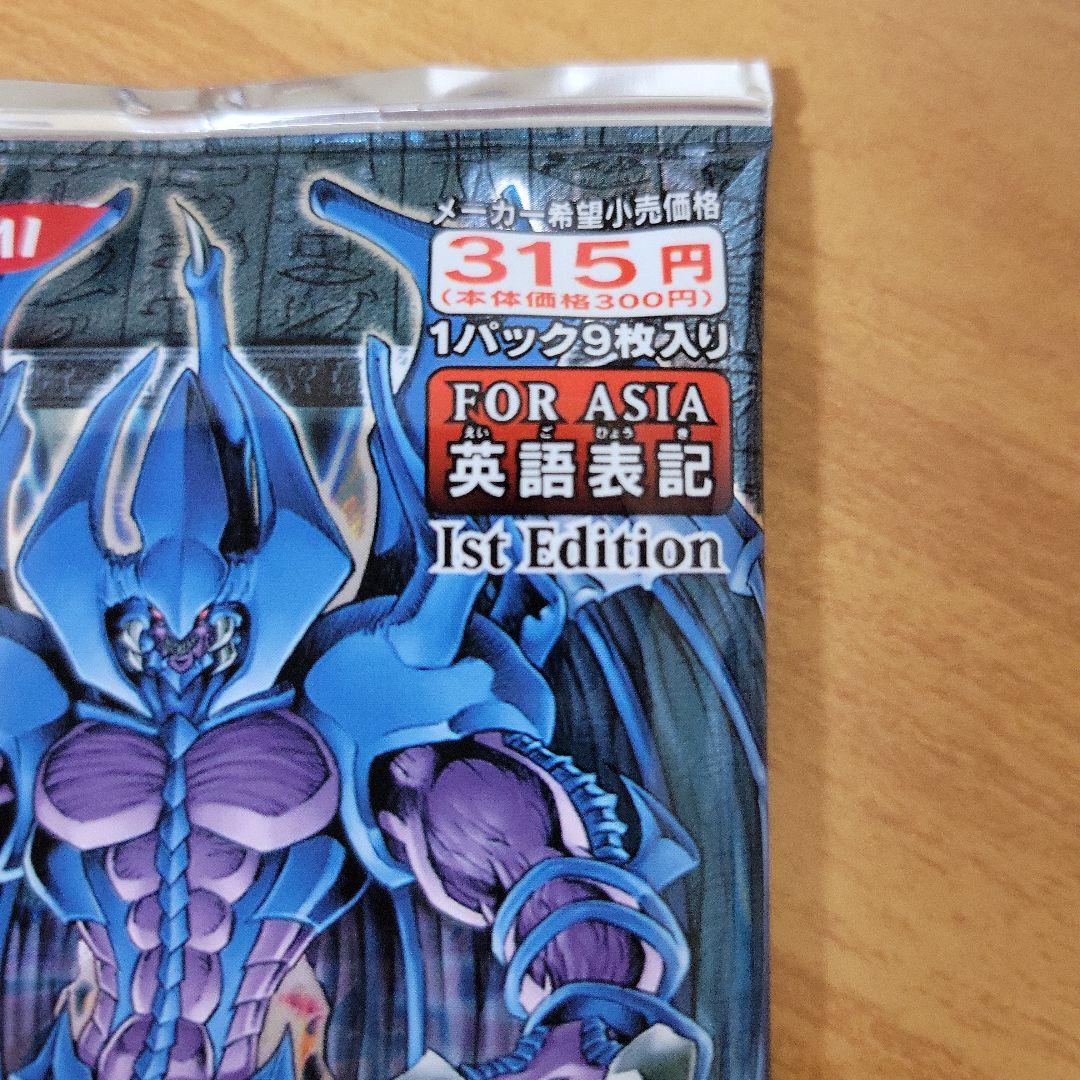 MI
メーカー希望小売価格
315円
(本体価格300円)
1パック9枚入り
FOR ASIA
えいごひょうき
英語表記
1st Edition